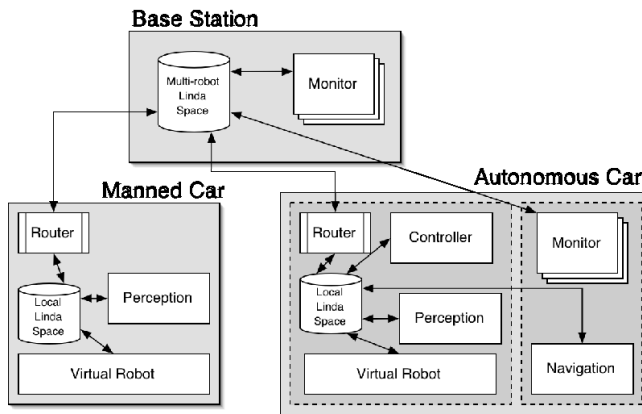 Base Station
Multi-robot
Linda
Space
Monitor
Manned Car
Router
Local
Linda
Space
Perception
Virtual Robot
Autonomous Car
Router
Controller
Local
Linda
Space
Perception
Virtual Robot
Monitor
Navigation